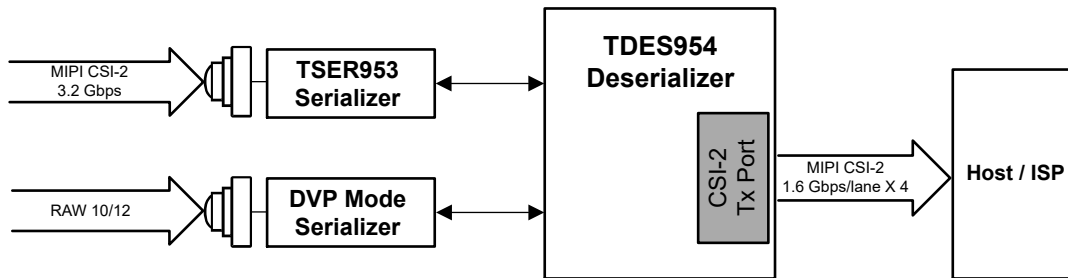 MIPI CSI-2
3.2 Gbps
TSER953
Serializer
TDES954
Deserializer
CSI-2
Tx Port
MIPI CSI-2
1.6 Gbps/lane X 4
Host / ISP
RAW 10/12
DVP Mode
Serializer